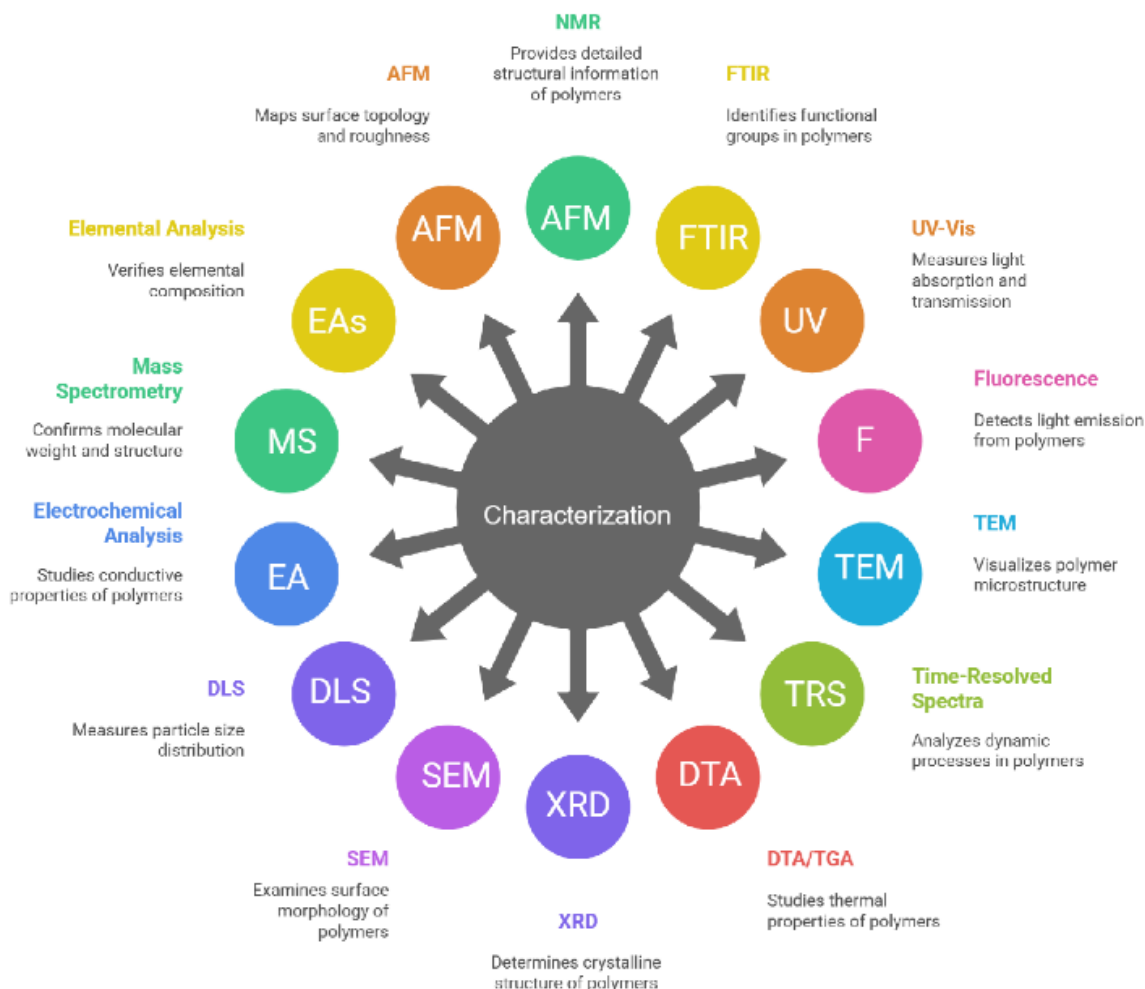 NMR
Provides detailed
structural information
of polymers
AFM
Maps surface topology
and roughness
FTIR
Identifies functional
groups in polymers
AFM
AFM
FTIR
Elemental Analysis
Verifies elemental
composition
EAs
UV
UV-Vis
Measures light
absorption and
transmission
Mass
Spectrometry
Confirms molecular
weight and structure
MS
F
Fluorescence
Detects light emission
from polymers
Characterization
Electrochemical
Analysis
Studies conductive
properties of polymers
EA
TEM
TEM
Visualizes polymer
microstructure
DLS
Measures particle size
distribution
DLS
TRS
Time-Resolved
Spectra
Analyzes dynamic
processes in polymers
SEM
XRD
DTA
SEM
Examines surface
morphology of
polymers
XRD
Determines crystalline
structure of polymers
DTA/TGA
Studies thermal
properties of polymers